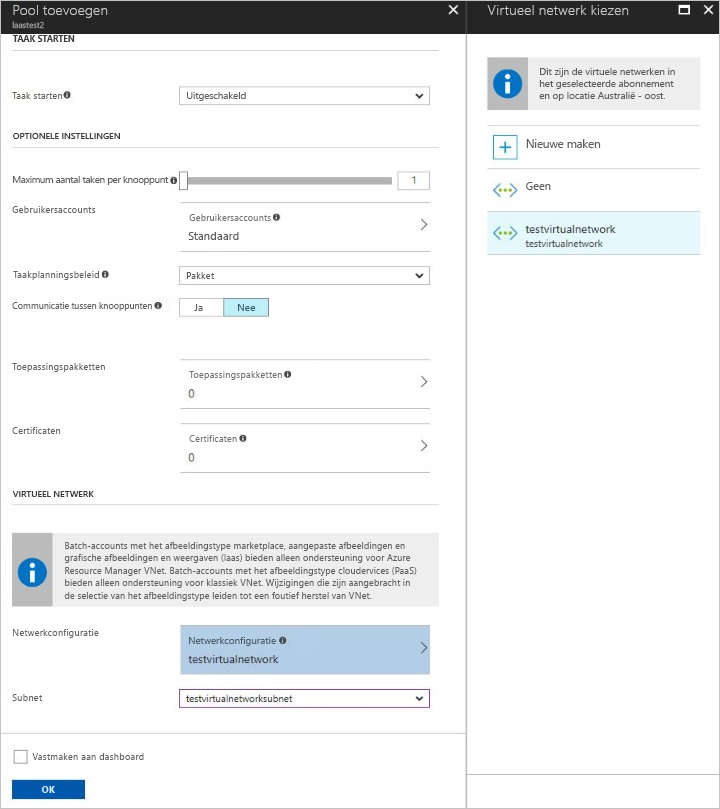 Pool toevoegen
Iaastest2
TAAK STARTEN
Taak starten
Uitgeschakeld
OPTIONELE INSTELLINGEN
Maximum aantal taken per knooppunt
1
Gebruikersaccounts
Gebruikersaccounts
Standaard
Taakplanningsbeleid
Pakket
Communicatie tussen knooppunten
Ja
Nee
Toepassingspakketten
Toepassingspakketten
0
Certificaten
Certificaten
0
VIRTUEEL NETWERK
Batch-accounts met het afbeeldingstype marketplace, aangepaste afbeeldingen en
grafische afbeeldingen en weergaven (Iaas) bieden alleen ondersteuning voor Azure
Resource Manager VNet. Batch-accounts met het afbeeldingstype cloudervices (PaaS)
bieden alleen ondersteuning voor klassiek VNet. Wijzigingen die zijn aangebracht in
de selectie van het afbeeldingstype leiden tot een foutief herstel van VNet.
Netwerkconfiguratie
Netwerkconfiguratie
testvirtualnetwork
Subnet
testvirtualnetworksubnet
Vastmaken aan dashboard
OK
Virtueel netwerk kiezen
Dit zijn de virtuele netwerken in
het geselecteerde abonnement
en op locatie Australië - oost.
Nieuwe maken
Geen
testvirtualnetwork
testvirtualnetwork